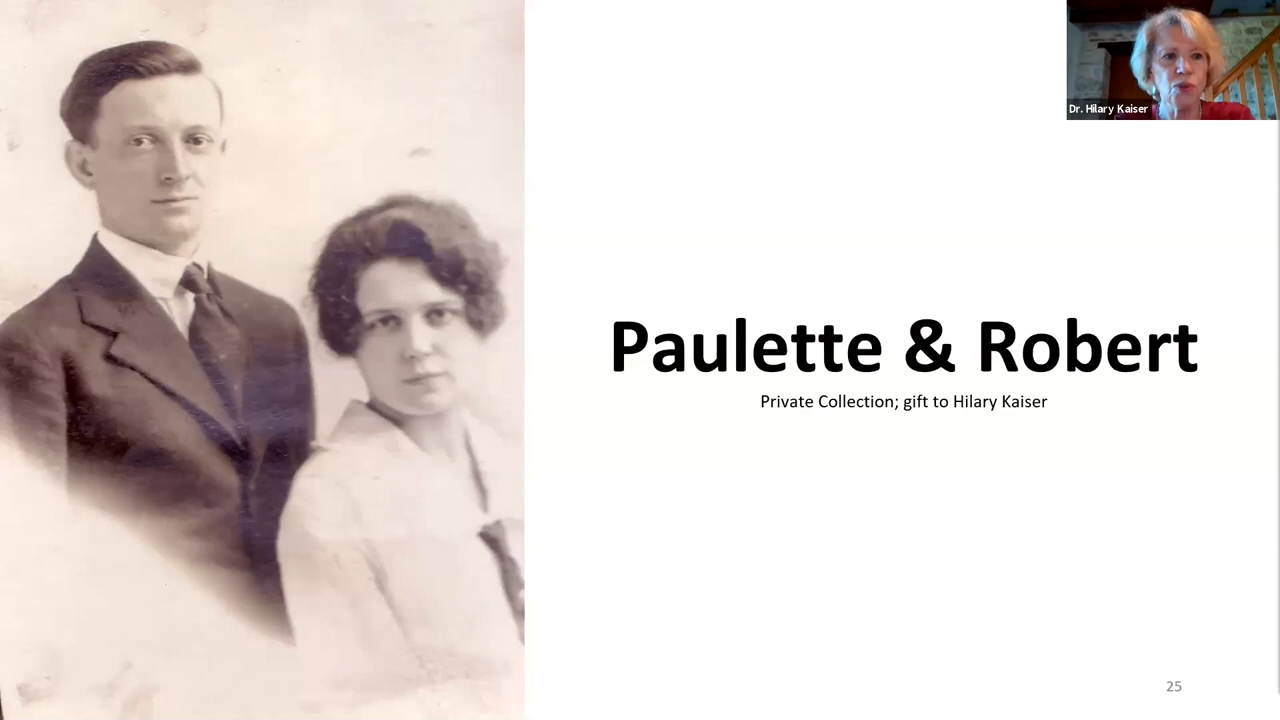 Dr. Hilary Kaiser
Paulette & Robert
Private Collection; gift to Hilary Kaiser
25